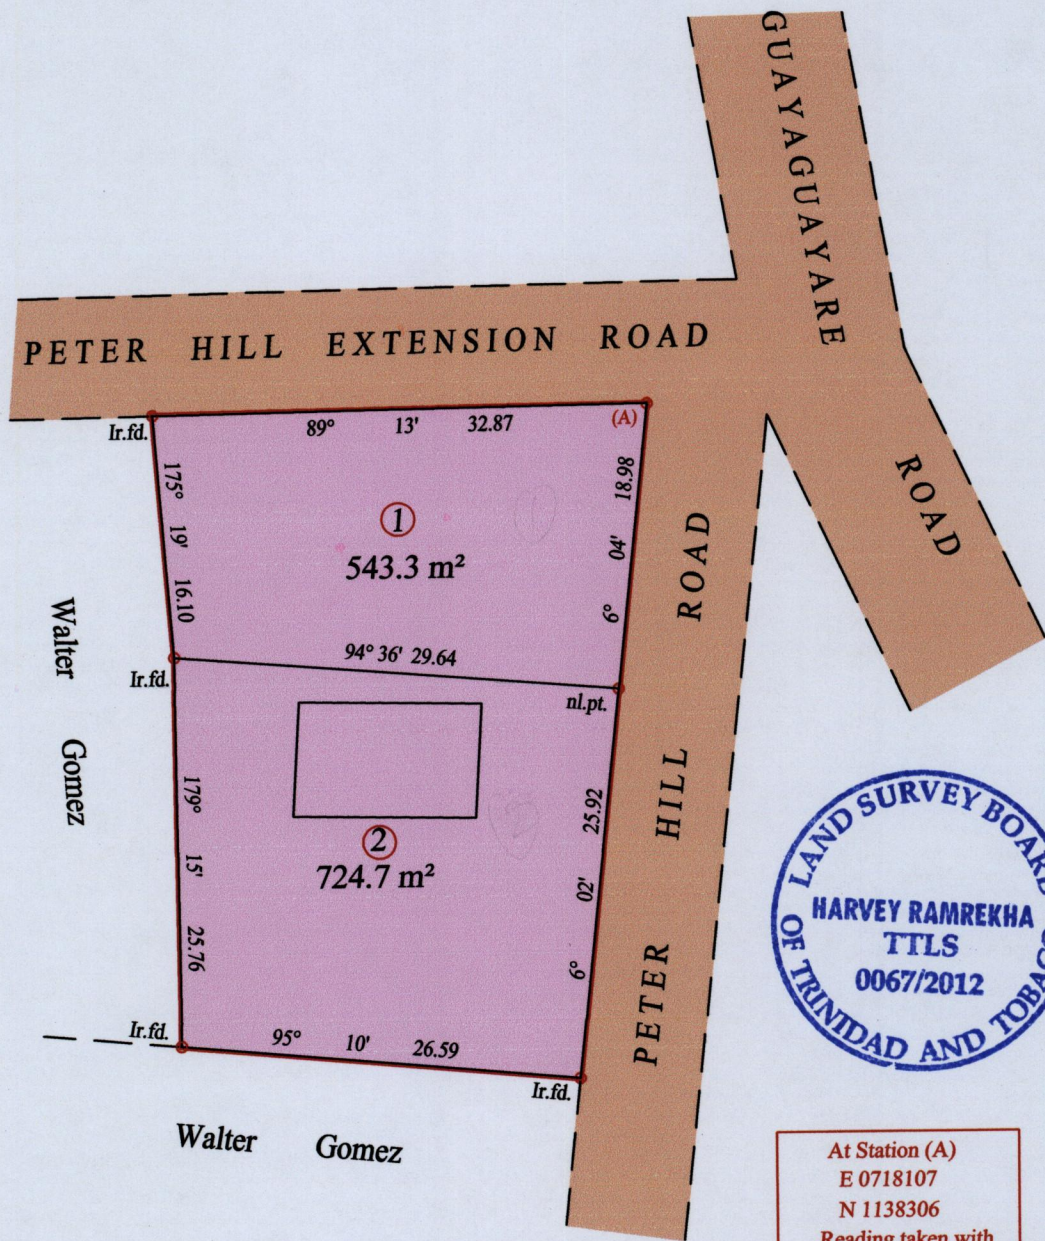 GUAYAGUAYARE
ROAD
PETER HILL EXTENSION ROAD
Ir.fd.
89° 13' 32.87
(A)
175° 19' 16.10
1
543.3 m²
18.98
04'
6°
94° 36' 29.64
Ir.fd.
nl.pt.
Walter Gomez
179° 15' 25.76
2
724.7 m²
25.92
02'
6°
PETER HILL ROAD
Ir.fd.
95° 10' 26.59
Ir.fd.
Walter Gomez
LAND SURVEY BOARD
OF TRINIDAD AND TOBAGO
HARVEY RAMREKHA
TTLS
0067/2012
At Station (A)
E 0718107
N 1138306
Reading taken with